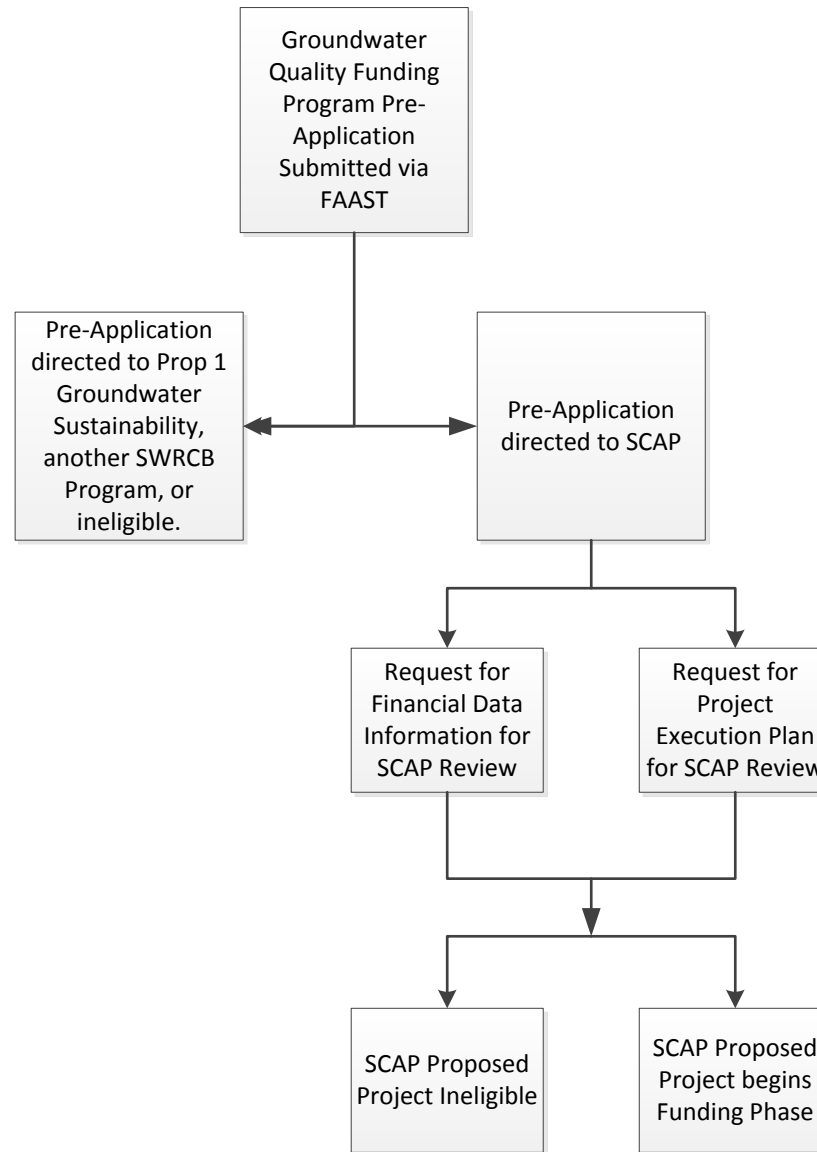 Groundwater
Quality Funding
Program Pre-
Application
Submitted via
FAAST
Pre-Application
directed to Prop 1
Groundwater
Sustainability,
another SWRCB
Program, or
ineligible.
Pre-Application
directed to SCAP
Request for
Financial Data
Information for
SCAP Review
Request for
Project
Execution Plan
for SCAP Review
SCAP Proposed
Project Ineligible
SCAP Proposed
Project begins
Funding Phase